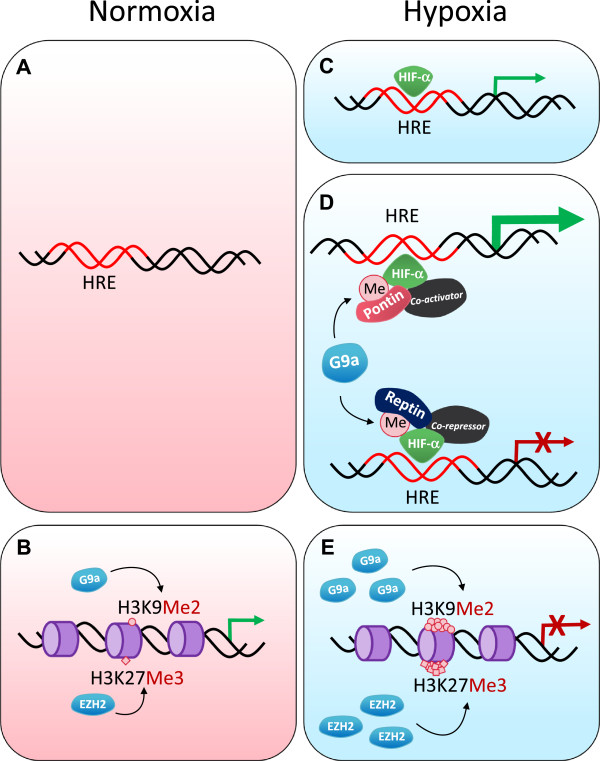 Normoxia
Hypoxia
A
HRE
B
G9a
H3K9Me2
H3K27Me3
EZH2
C
HIF-α
HRE
D
HRE
HIF-α
Me
Pontin
Co-activator
G9a
Reptin
Me
Co-repressor
HIF-α
HRE
E
G9a
G9a
G9a
H3K9Me2
H3K27Me3
EZH2
EZH2
EZH2